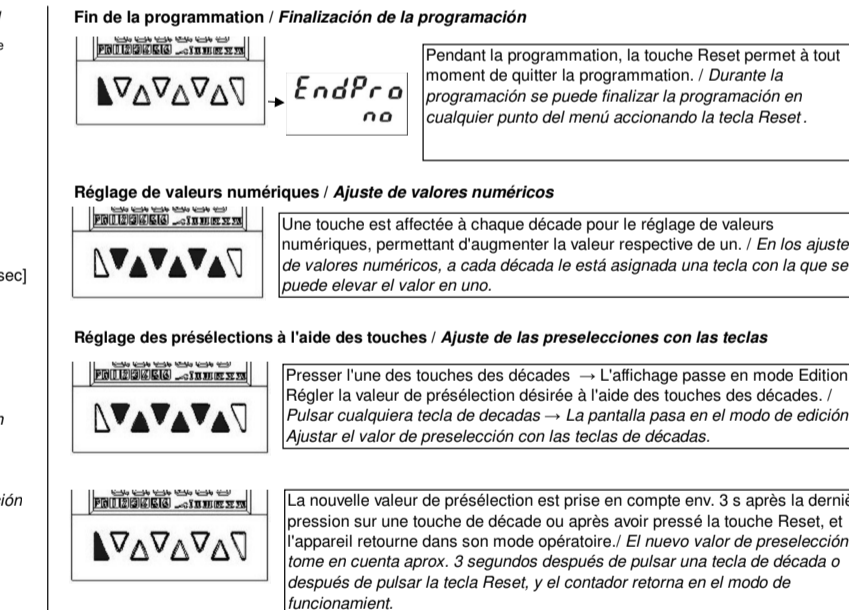 Fin de la programmation / Finalización de la programación
EndPro
no
Pendant la programmation, la touche Reset permet à tout
moment de quitter la programmation. / Durante la
programación se puede finalizar la programación en
cualquier punto del menú accionando la tecla Reset.
Réglage de valeurs numériques / Ajuste de valores numéricos
Une touche est affectée à chaque décade pour le réglage de valeurs
numériques, permettant d'augmenter la valeur respective de un. / En los ajuste
de valores numéricos, a cada década le está asignada una tecla con la que se
puede elevar el valor en uno.
sec]
Réglage des présélections à l'aide des touches / Ajuste de las preselecciones con las teclas
Presser l'une des touches des décades → L'affichage passe en mode Edition
Régler la valeur de présélection désirée à l'aide des touches des décades. /
Pulsar cualquiera tecla de decadas → La pantalla pasa en el modo de edición
Ajustar el valor de preselección con las teclas de décadas.
ción
La nouvelle valeur de présélection est prise en compte env. 3 s après la derniè
pression sur une touche de décade ou après avoir pressé la touche Reset, et
l'appareil retourne dans son mode opératoire./ El nuevo valor de preselección
tome en cuenta aprox. 3 segundos después de pulsar una tecla de década o
después de pulsar la tecla Reset, y el contador retorna en el modo de
funcionamient.